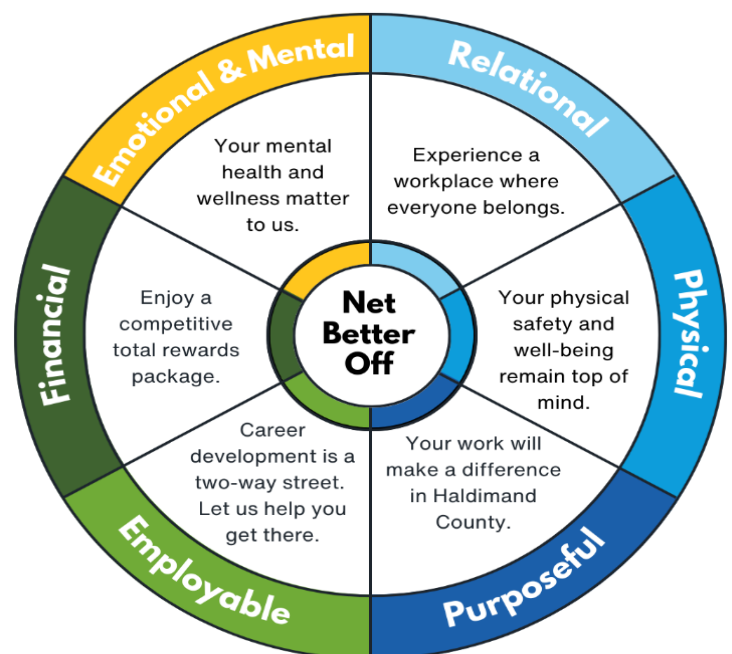 Emotional & Mental
Your mental
health and
wellness matter
to us.
Relational
Experience a
workplace where
everyone belongs.
Physical
Your physical
safety and
well-being
remain top of
mind.
Purposeful
Your work will
make a difference
in Haldimand
County.
Employable
Career
development is a
two-way street.
Let us help you
get there.
Financial
Enjoy a
competitive
total rewards
package.
Net
Better
Off